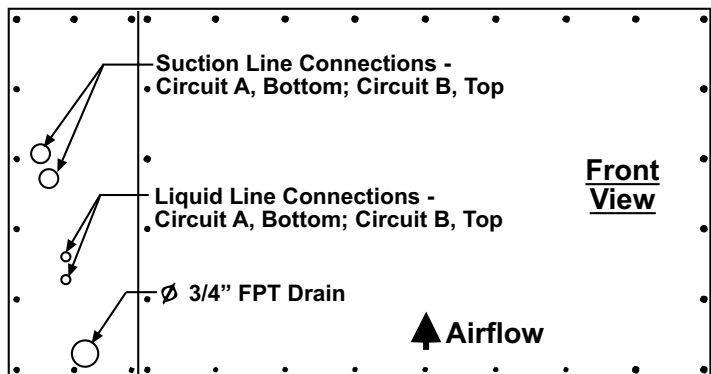 Suction Line Connections -
Circuit A, Bottom; Circuit B, Top
Front
View
Liquid Line Connections -
Circuit A, Bottom; Circuit B, Top
Ø 3/4” FPT Drain
Airflow